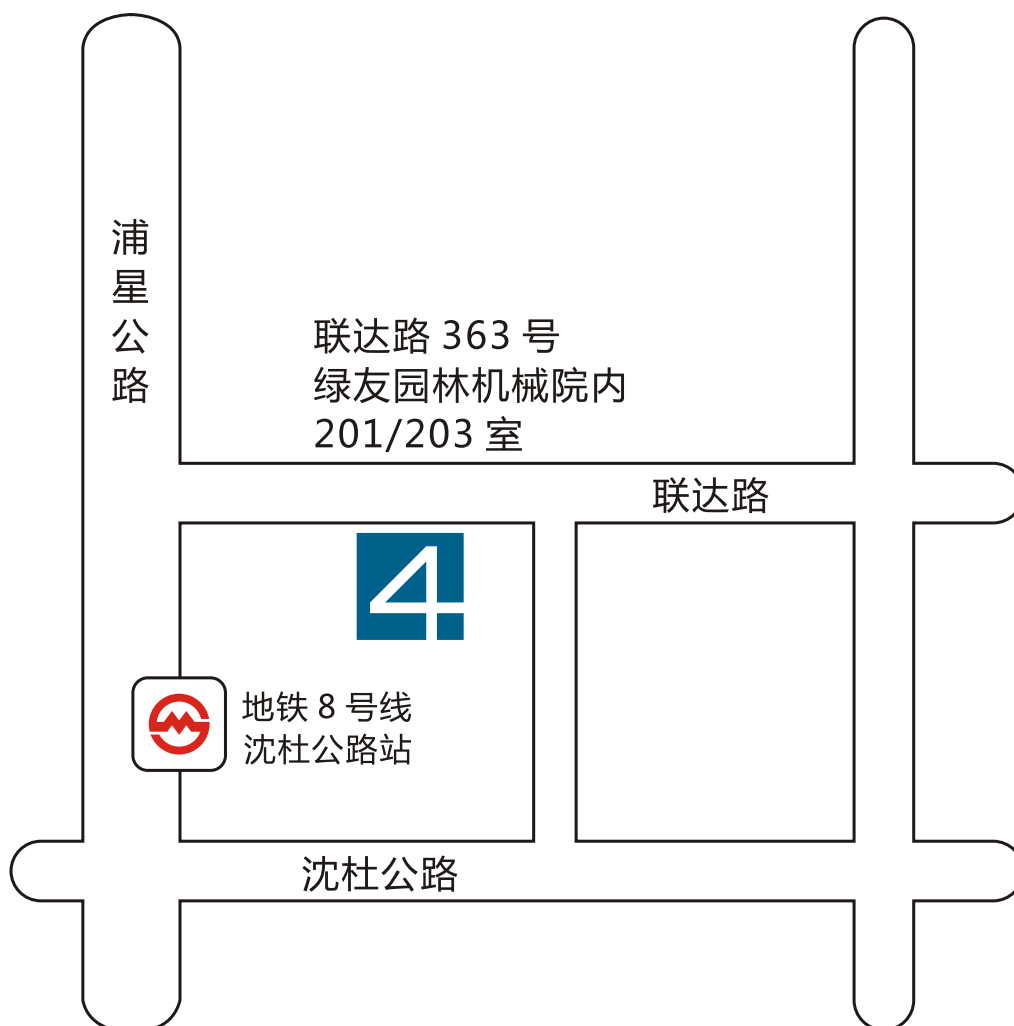 浦星公路
联达路 363 号
绿友园林机械院内
201/203 室
联达路
4
地铁 8 号线
沈杜公路站
沈杜公路